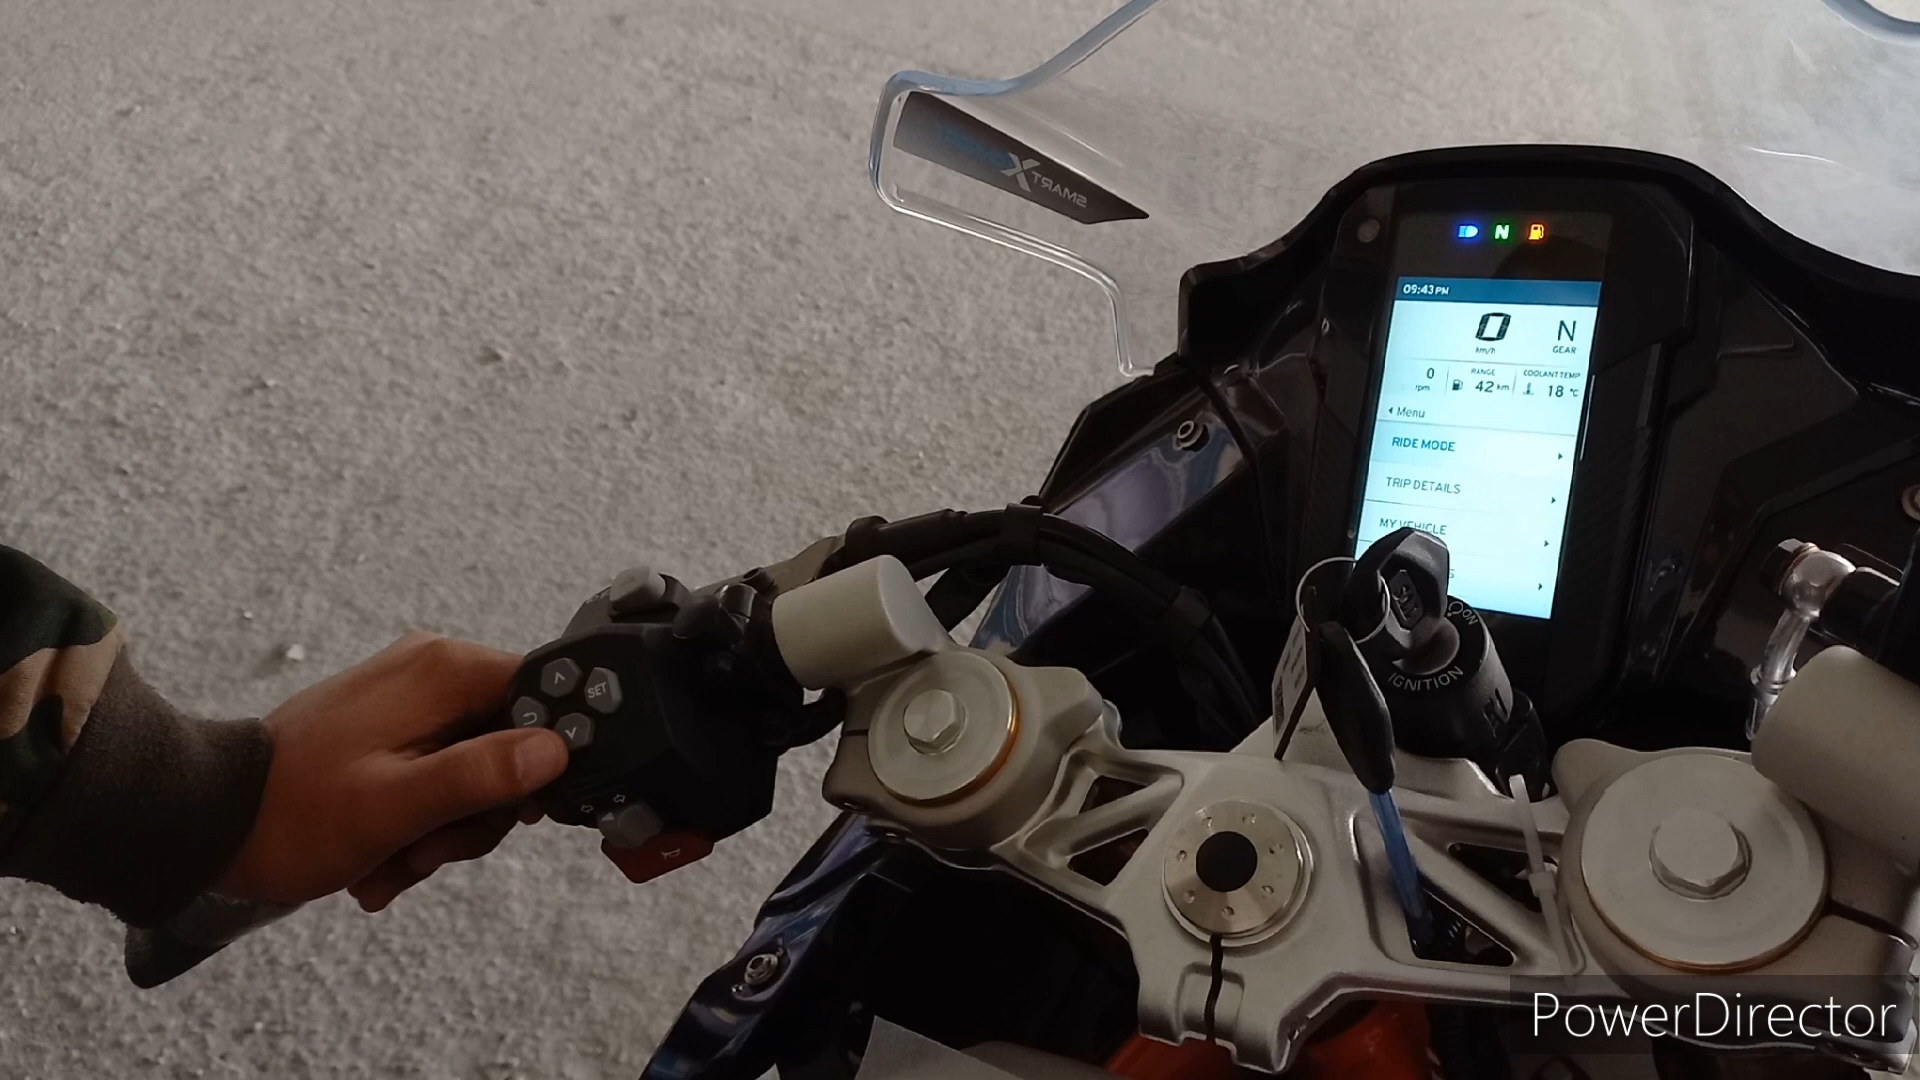 SMARTX
09:43 PM
0
km/h
N
GEAR
0
rpm
RANGE
42 km
COOLANT TEMP
18 °C
Menu
RIDE MODE
TRIP DETAILS
MY VEHICLE
SET
ON
IGNITION
N
PowerDirector